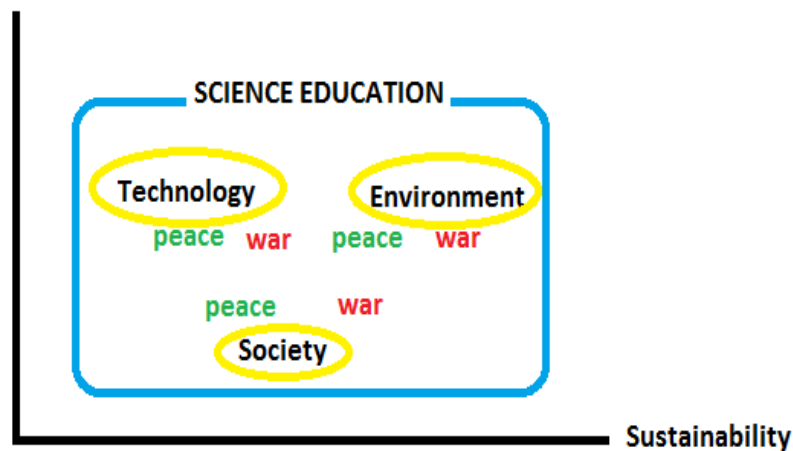 SCIENCE EDUCATION
Technology
Environment
peace war peace war
peace war
Society
Sustainability